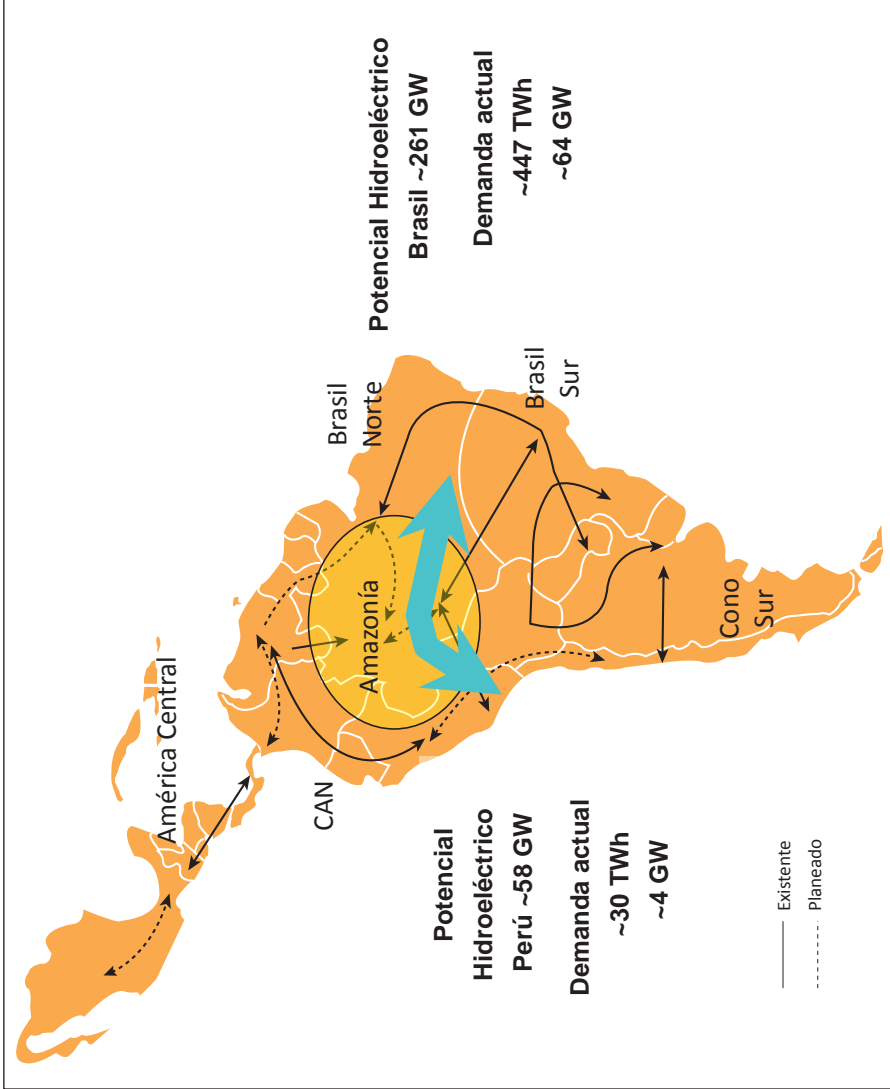 América Central
CAN
Amazonía
Brasil
Norte
Brasil
Sur
Cono
Sur
Potencial Hidroeléctrico
Brasil ~261 GW
Demanda actual
~447 TWh
~64 GW
Potencial
Hidroeléctrico
Perú ~58 GW
Demanda actual
~30 TWh
~4 GW
Existente
Planeado